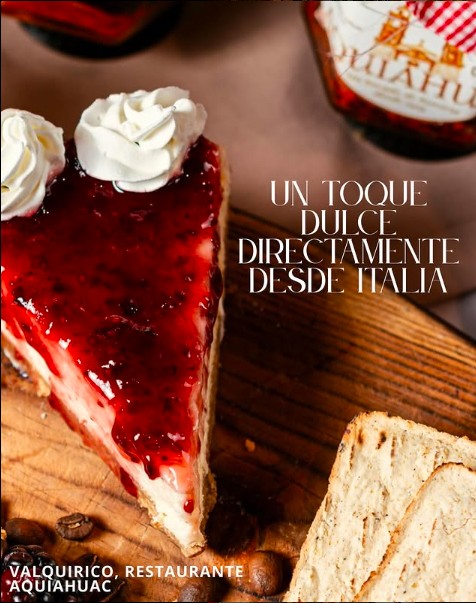 UN TOQUE
DULCE
DIRECTAMENTE
DESDE ITALIA
VALQUIRICO, RESTAURANTE
AQUIAHUAC